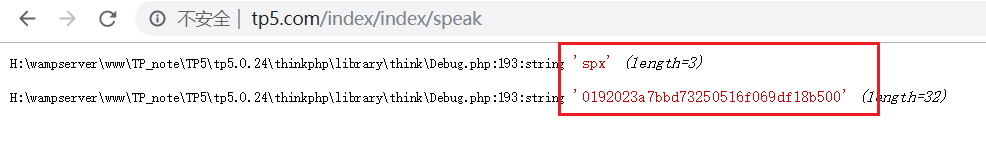 不安全 | tp5.com/index/index/speak
H:\wampserver\www\TP_note\TP5\tp5.0.24\thinkphp\library\think\Debug.php:193:string 'spx' (length=3)
H:\wampserver\www\TP_note\TP5\tp5.0.24\thinkphp\library\think\Debug.php:193:string '0192023a7bbd73250516f069df18b500' (length=32)